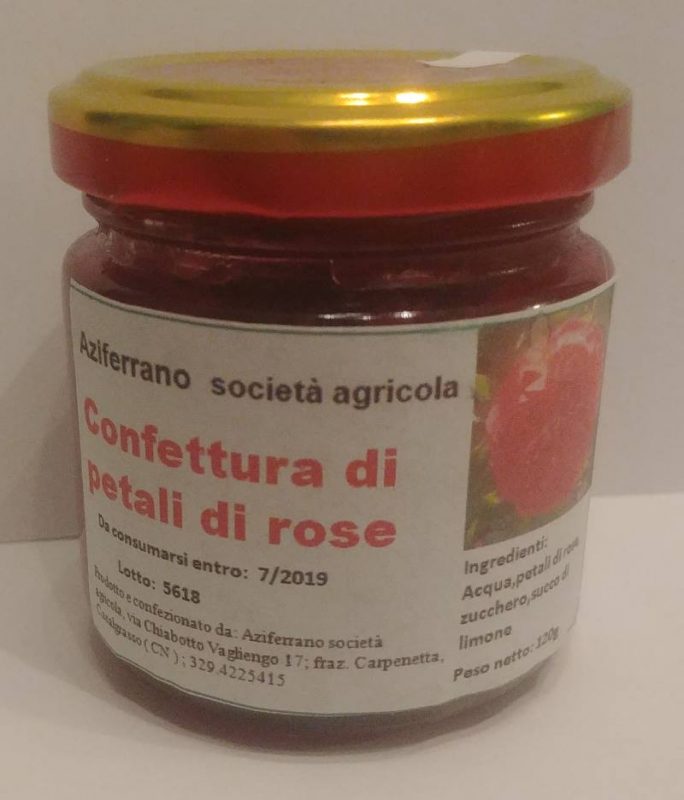 Aziferrano società agricola
Confettura di
petali di rose
Da consumarsi entro: 7/2019
Lotto: 5618
Prodotto e confezionato da: Aziferrano società
agricola, via Chiabotto Vagliengo 17; fraz. Carpenetta,
Casalgrasso ( CN ) ; 329.4225415
Ingredienti:
Acqua,petali di rose,
zucchero,succo di
limone
Peso netto: 120g